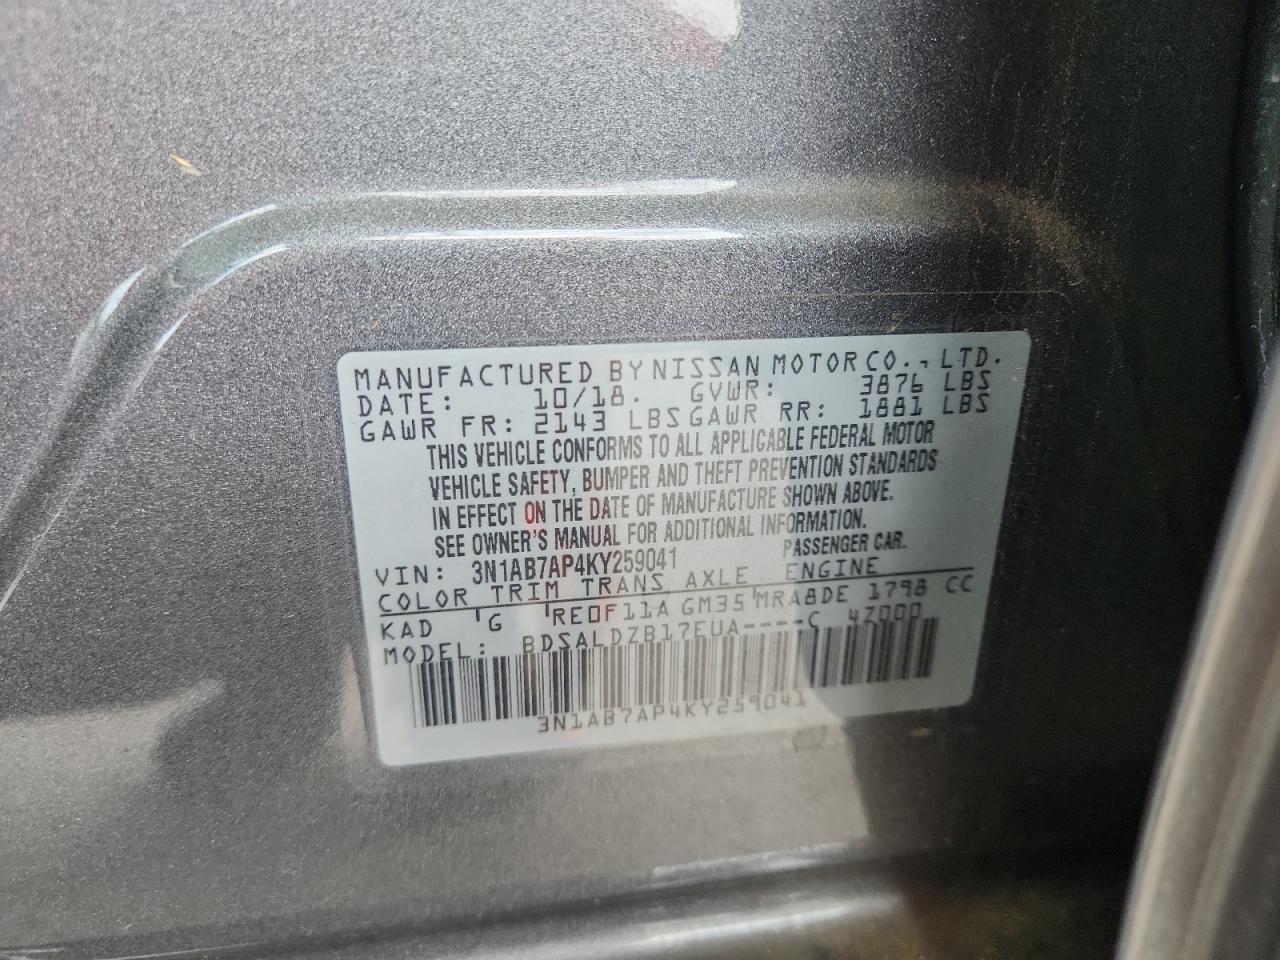 MANUFACTURED BY NISSAN MOTOR CO., LTD.
DATE: 10/18. GVWR: 3876 LBS
GAWR FR: 2143 LBS GAWR RR: 1881 LBS
THIS VEHICLE CONFORMS TO ALL APPLICABLE FEDERAL MOTOR
VEHICLE SAFETY, BUMPER AND THEFT PREVENTION STANDARDS
IN EFFECT ON THE DATE OF MANUFACTURE SHOWN ABOVE.
SEE OWNER'S MANUAL FOR ADDITIONAL INFORMATION.
VIN: 3N1AB7AP4KY259041 PASSENGER CAR.
COLOR TRIM TRANS AXLE ENGINE
KAD G RE0F11A GM35 MRA8DE 1798 CC
MODEL: BDSALDZB17EUA----C 4Z000
3N1AB7AP4KY259041